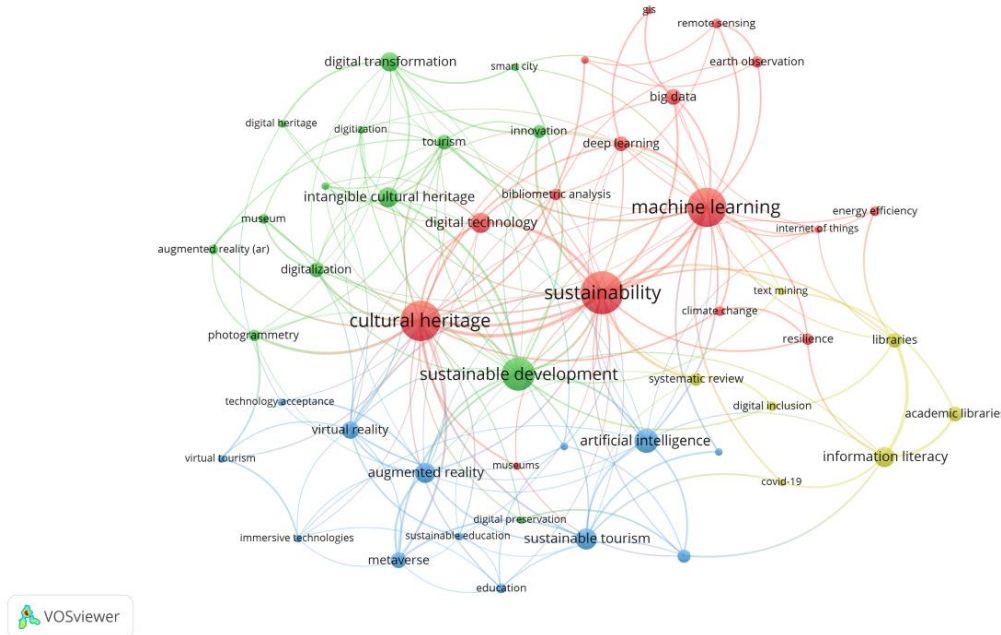 gis
remote sensing
digital transformation
smart city
earth observation
big data
digital heritage
digitization
innovation
tourism
deep learning
intangible cultural heritage
bibliometric analysis
machine learning
energy efficiency
museum
digital technology
internet of things
augmented reality (ar)
digitalization
sustainability
text mining
cultural heritage
climate change
photogrammetry
resilience
libraries
sustainable development
systematic review
technology acceptance
digital inclusion
academic libraries
virtual reality
artificial intelligence
virtual tourism
augmented reality
museums
information literacy
covid-19
digital preservation
immersive technologies
sustainable education
sustainable tourism
metaverse
education
VOSviewer